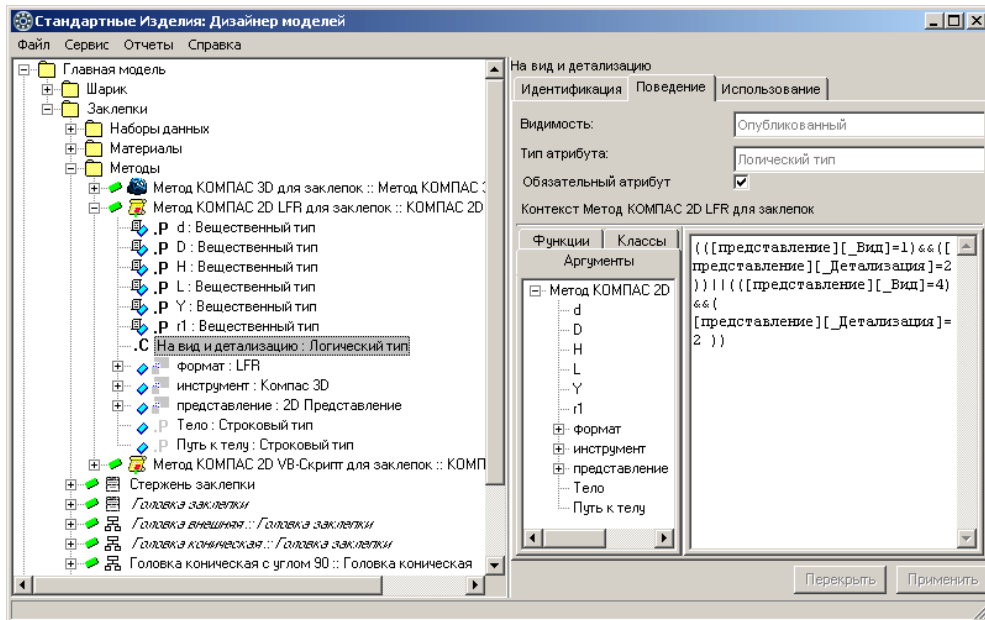 Стандартные Изделия: Дизайнер моделей
Файл Сервис Отчеты Справка
Главная модель
Шарик
Заклепки
Наборы данных
Материалы
Методы
Метод КОМПАС 3D для заклепок :: Метод КОМПАС :
Метод КОМПАС 2D LFR для заклепок :: КОМПАС 2D
.P d : Вещественный тип
.P D : Вещественный тип
.P H : Вещественный тип
.P L : Вещественный тип
.P Y : Вещественный тип
.P r1 : Вещественный тип
.C На вид и детализацию : Логический тип
формат : LFR
инструмент : Компас 3D
представление : 2D Представление
.P Тело : Строковый тип
.P Путь к телу : Строковый тип
Метод КОМПАС 2D VB-Скрипт для заклепок :: КОМП
Стержень заклепки
Головка заклепки
Головка внешняя :: Головка заклепки
Головка коническая :: Головка заклепки
Головка коническая с углом 90 :: Головка коническая
На вид и детализацию
Идентификация Поведение Использование
Видимость: Опубликованный
Тип атрибута: Логический тип
Обязательный атрибут
Контекст Метод КОМПАС 2D LFR для заклепок
Функции Классы
Аргументы
Метод КОМПАС 2D
d
D
H
L
Y
r1
формат
инструмент
представление
Тело
Путь к телу
(([представление][_Вид]=1)&&([
представление][_Детализация]=2
))||(([представление][_Вид]=4)
&&(
[представление][_Детализация]=
2 ))
Перекрыть Применить